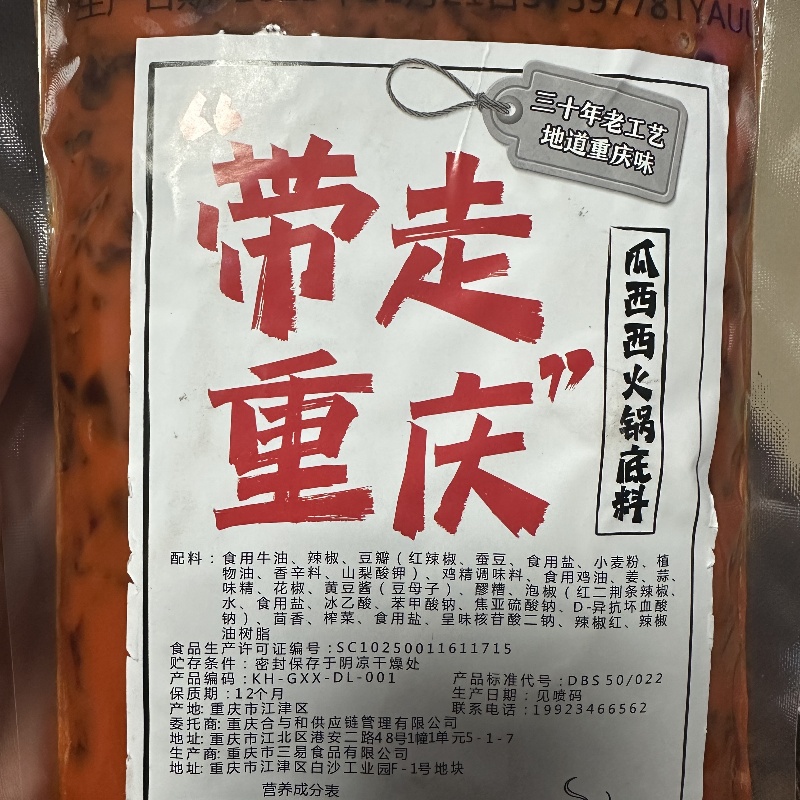 三十年老工艺
地道重庆味
“带走
重庆”
瓜西西火锅底料
配料：食用牛油、辣椒、豆瓣（红辣椒、蚕豆、食用盐、小麦粉、植
物油、香辛料、山梨酸钾）、鸡精调味料、食用鸡油、姜、蒜、
味精、花椒、黄豆酱（豆母子）、醪糟、泡椒（红二荆条辣椒、
水、食用盐、冰乙酸、苯甲酸钠、焦亚硫酸钠、D-异抗坏血酸
钠）、茴香、榨菜、食用盐、呈味核苷酸二钠、辣椒红、辣椒
油树脂
食品生产许可证编号：SC10250011611715
贮存条件：密封保存于阴凉干燥处
产品编码：KH-GXX-DL-001 产品标准代号：DBS 50/022
保质期：12个月 生产日期：见喷码
产地：重庆市江津区 联系电话：19923466562
委托商：重庆合与和供应链管理有限公司
地址：重庆市江北区港安二路48号1幢1单元5-1-7
生产商：重庆市三易食品有限公司
地址：重庆市江津区白沙工业园F-1号地块
营养成分表